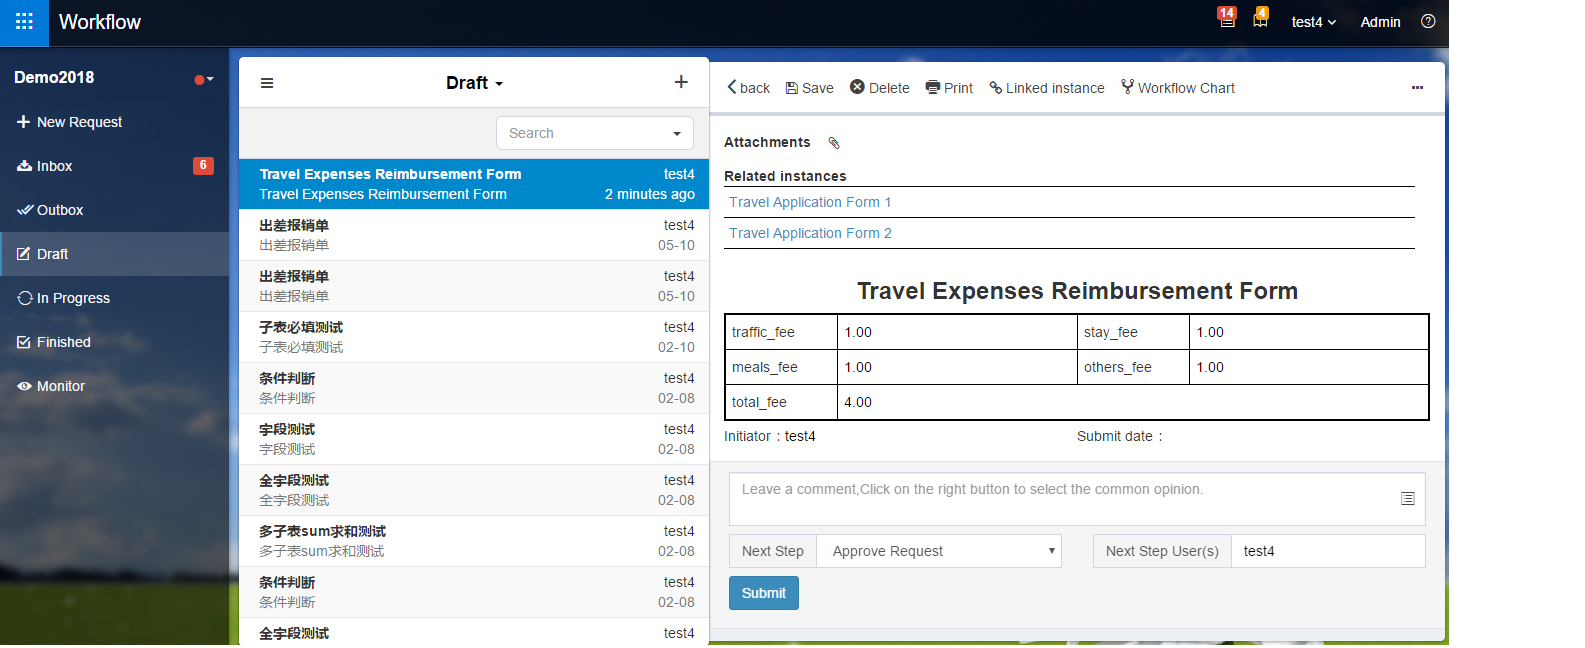 Workflow
14
4
test4
Admin
Demo2018
New Request
Inbox
6
Outbox
Draft
In Progress
Finished
Monitor
Draft
Search
Travel Expenses Reimbursement Form test4
Travel Expenses Reimbursement Form 2 minutes ago
出差报销单 test4
出差报销单 05-10
出差报销单 test4
出差报销单 05-10
子表必填测试 test4
子表必填测试 02-10
条件判断 test4
条件判断 02-08
字段测试 test4
字段测试 02-08
全字段测试 test4
全字段测试 02-08
多子表sum求和测试 test4
多子表sum求和测试 02-08
条件判断 test4
条件判断 02-08
全字段测试 test4
back Save Delete Print Linked instance Workflow Chart
Attachments
Related instances
Travel Application Form 1
Travel Application Form 2
Travel Expenses Reimbursement Form
traffic_fee 1.00 stay_fee 1.00
meals_fee 1.00 others_fee 1.00
total_fee 4.00
Initiator：test4 Submit date：
Leave a comment,Click on the right button to select the common opinion.
Next Step Approve Request Next Step User(s) test4
Submit